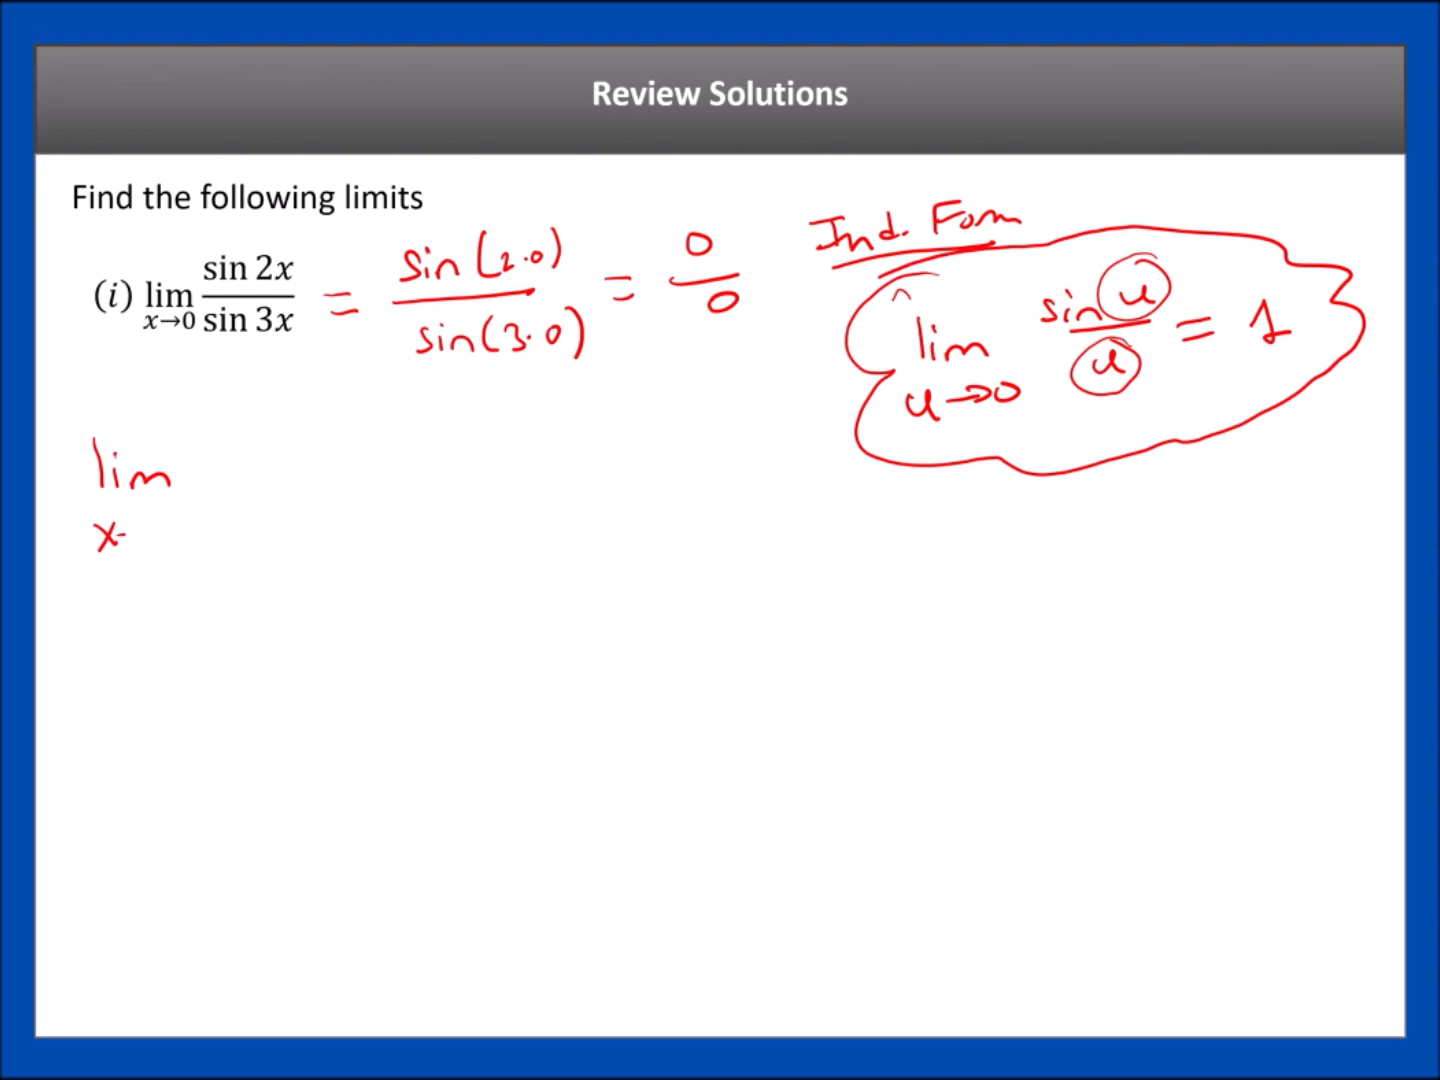 Review Solutions
Find the following limits
(i) lim x→0 sin 2x / sin 3x = sin(2·0) / sin(3·0) = 0 / 0
Ind. Form
lim u→0 sin u / u = 1
lim
x-